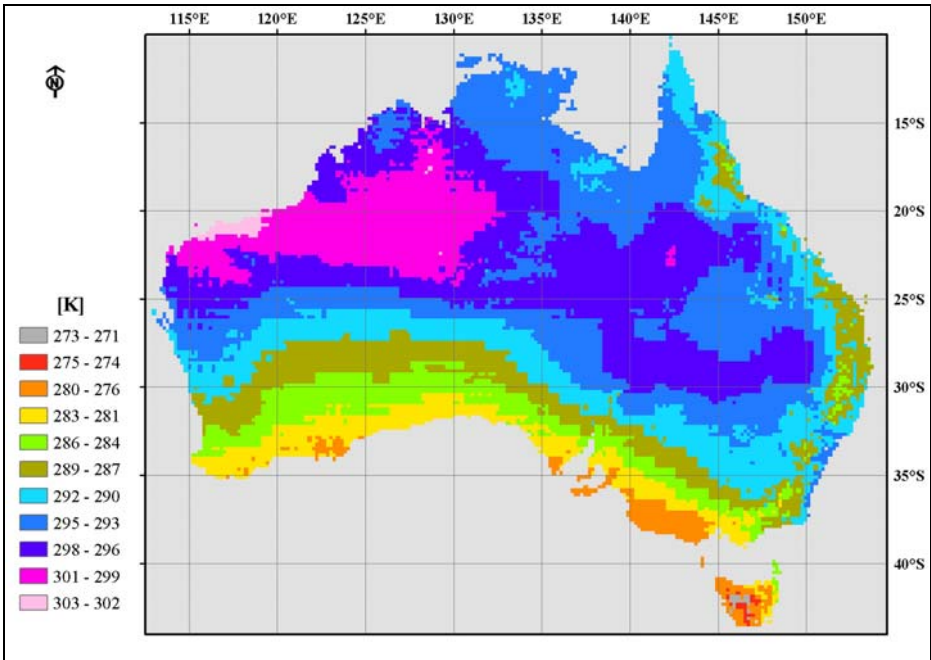 115°E 120°E 125°E 130°E 135°E 140°E 145°E 150°E
N
15°S
20°S
25°S
30°S
35°S
40°S
[K]
273 - 271
275 - 274
280 - 276
283 - 281
286 - 284
289 - 287
292 - 290
295 - 293
298 - 296
301 - 299
303 - 302